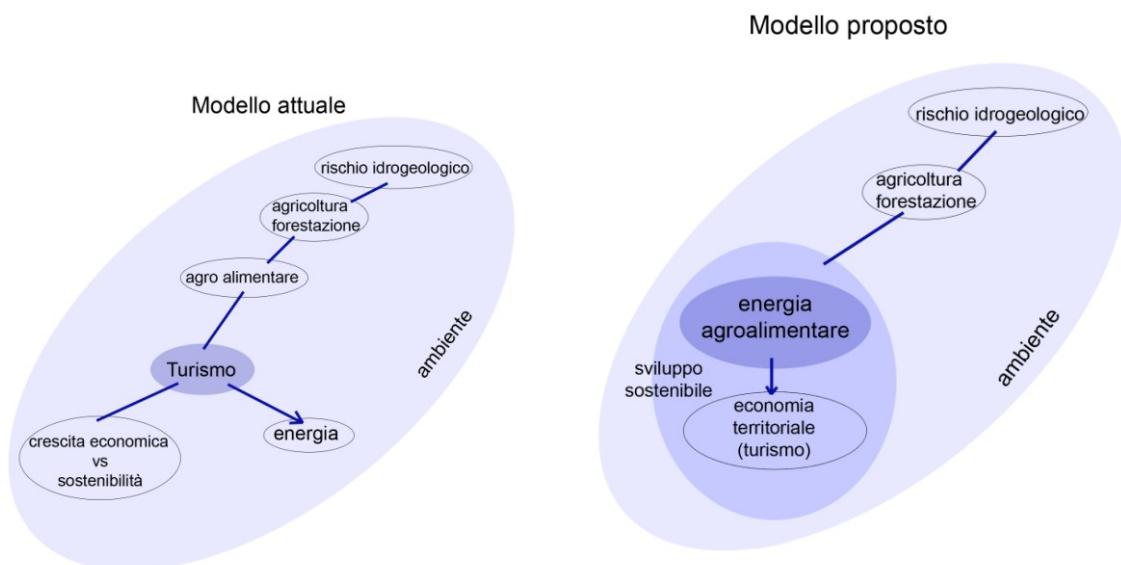 Modello attuale
rischio idrogeologico
agricoltura
forestazione
agro alimentare
Turismo
ambiente
crescita economica
vs
sostenibilità
energia
Modello proposto
rischio idrogeologico
agricoltura
forestazione
energia
agroalimentare
sviluppo
sostenibile
ambiente
economia
territoriale
(turismo)